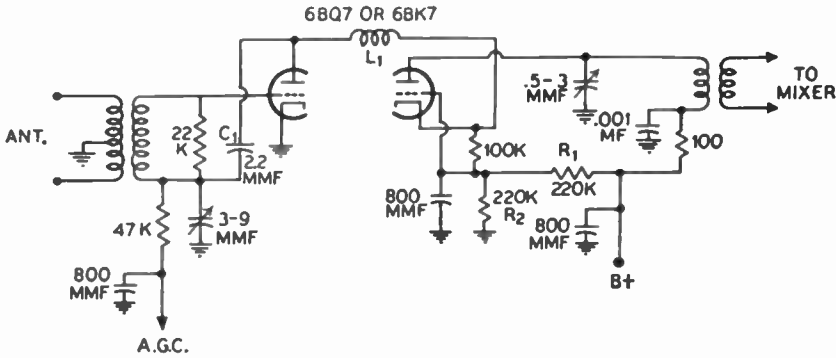 6BQ7 OR 6BK7
L1
.5-3
MMF
TO
MIXER
ANT.
22
K
C1
2.2
MMF
.001
MF
100
100K
R1
220K
800
MMF
220K
R2
800
MMF
B+
47K
3-9
MMF
800
MMF
A.G.C.